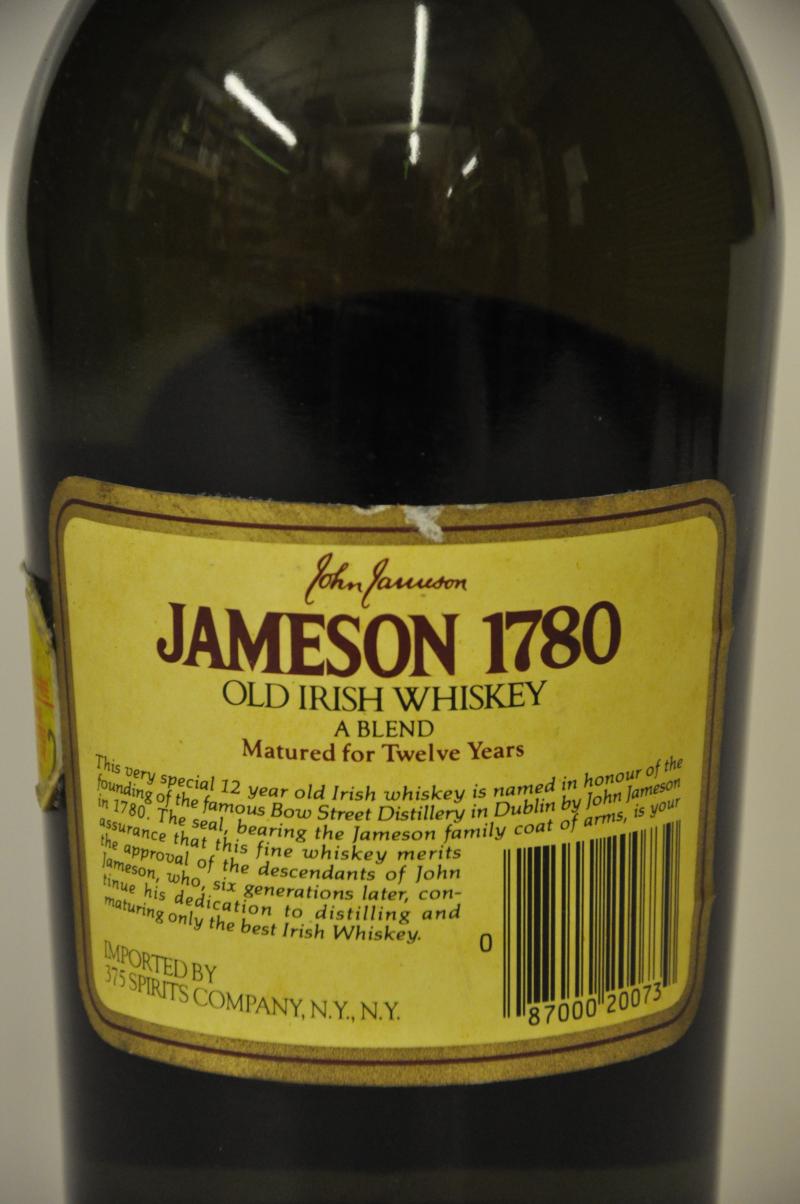 John Jameson
JAMESON 1780
OLD IRISH WHISKEY
A BLEND
Matured for Twelve Years
This very special 12 year old Irish whiskey is named in honour of the
founding of the famous Bow Street Distillery in Dublin by John Jameson
in 1780. The seal, bearing the Jameson family coat of arms, is your
assurance that this fine whiskey merits
the approval of the descendants of John
Jameson, who, six generations later, con-
tinue his dedication to distilling and
maturing only the best Irish Whiskey.
IMPORTED BY
375 SPIRITS COMPANY, N.Y., N.Y.
0 87000 20073